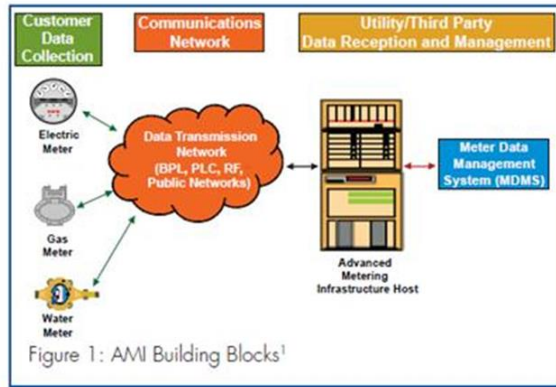 Customer
Data
Collection
Communications
Network
Utility/Third Party
Data Reception and Management
Electric
Meter
Gas
Meter
Water
Meter
Data Transmission
Network
(BPL, PLC, RF,
Public Networks)
Advanced
Metering
Infrastructure Host
Meter Data
Management
System (MDMS)
Figure 1: AMI Building Blocks¹